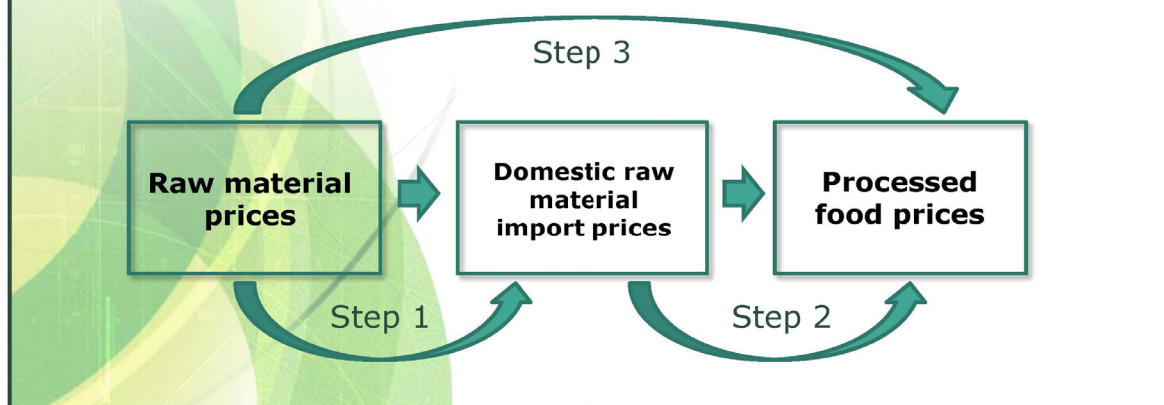 Step 3
Raw material
prices
Domestic raw
material
import prices
Processed
food prices
Step 1
Step 2